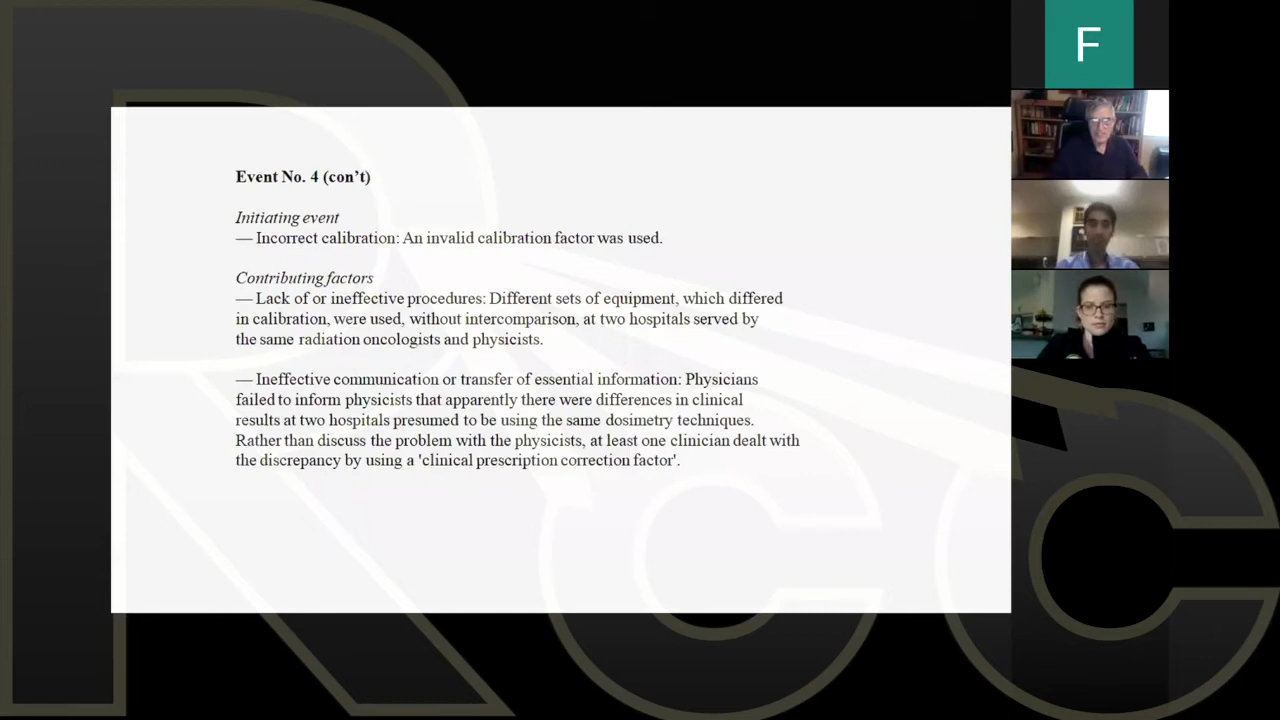 F
Event No. 4 (con’t)
Initiating event
— Incorrect calibration: An invalid calibration factor was used.
Contributing factors
— Lack of or ineffective procedures: Different sets of equipment, which differed
in calibration, were used, without intercomparison, at two hospitals served by
the same radiation oncologists and physicists.
— Ineffective communication or transfer of essential information: Physicians
failed to inform physicists that apparently there were differences in clinical
results at two hospitals presumed to be using the same dosimetry techniques.
Rather than discuss the problem with the physicists, at least one clinician dealt with
the discrepancy by using a 'clinical prescription correction factor'.
RCC